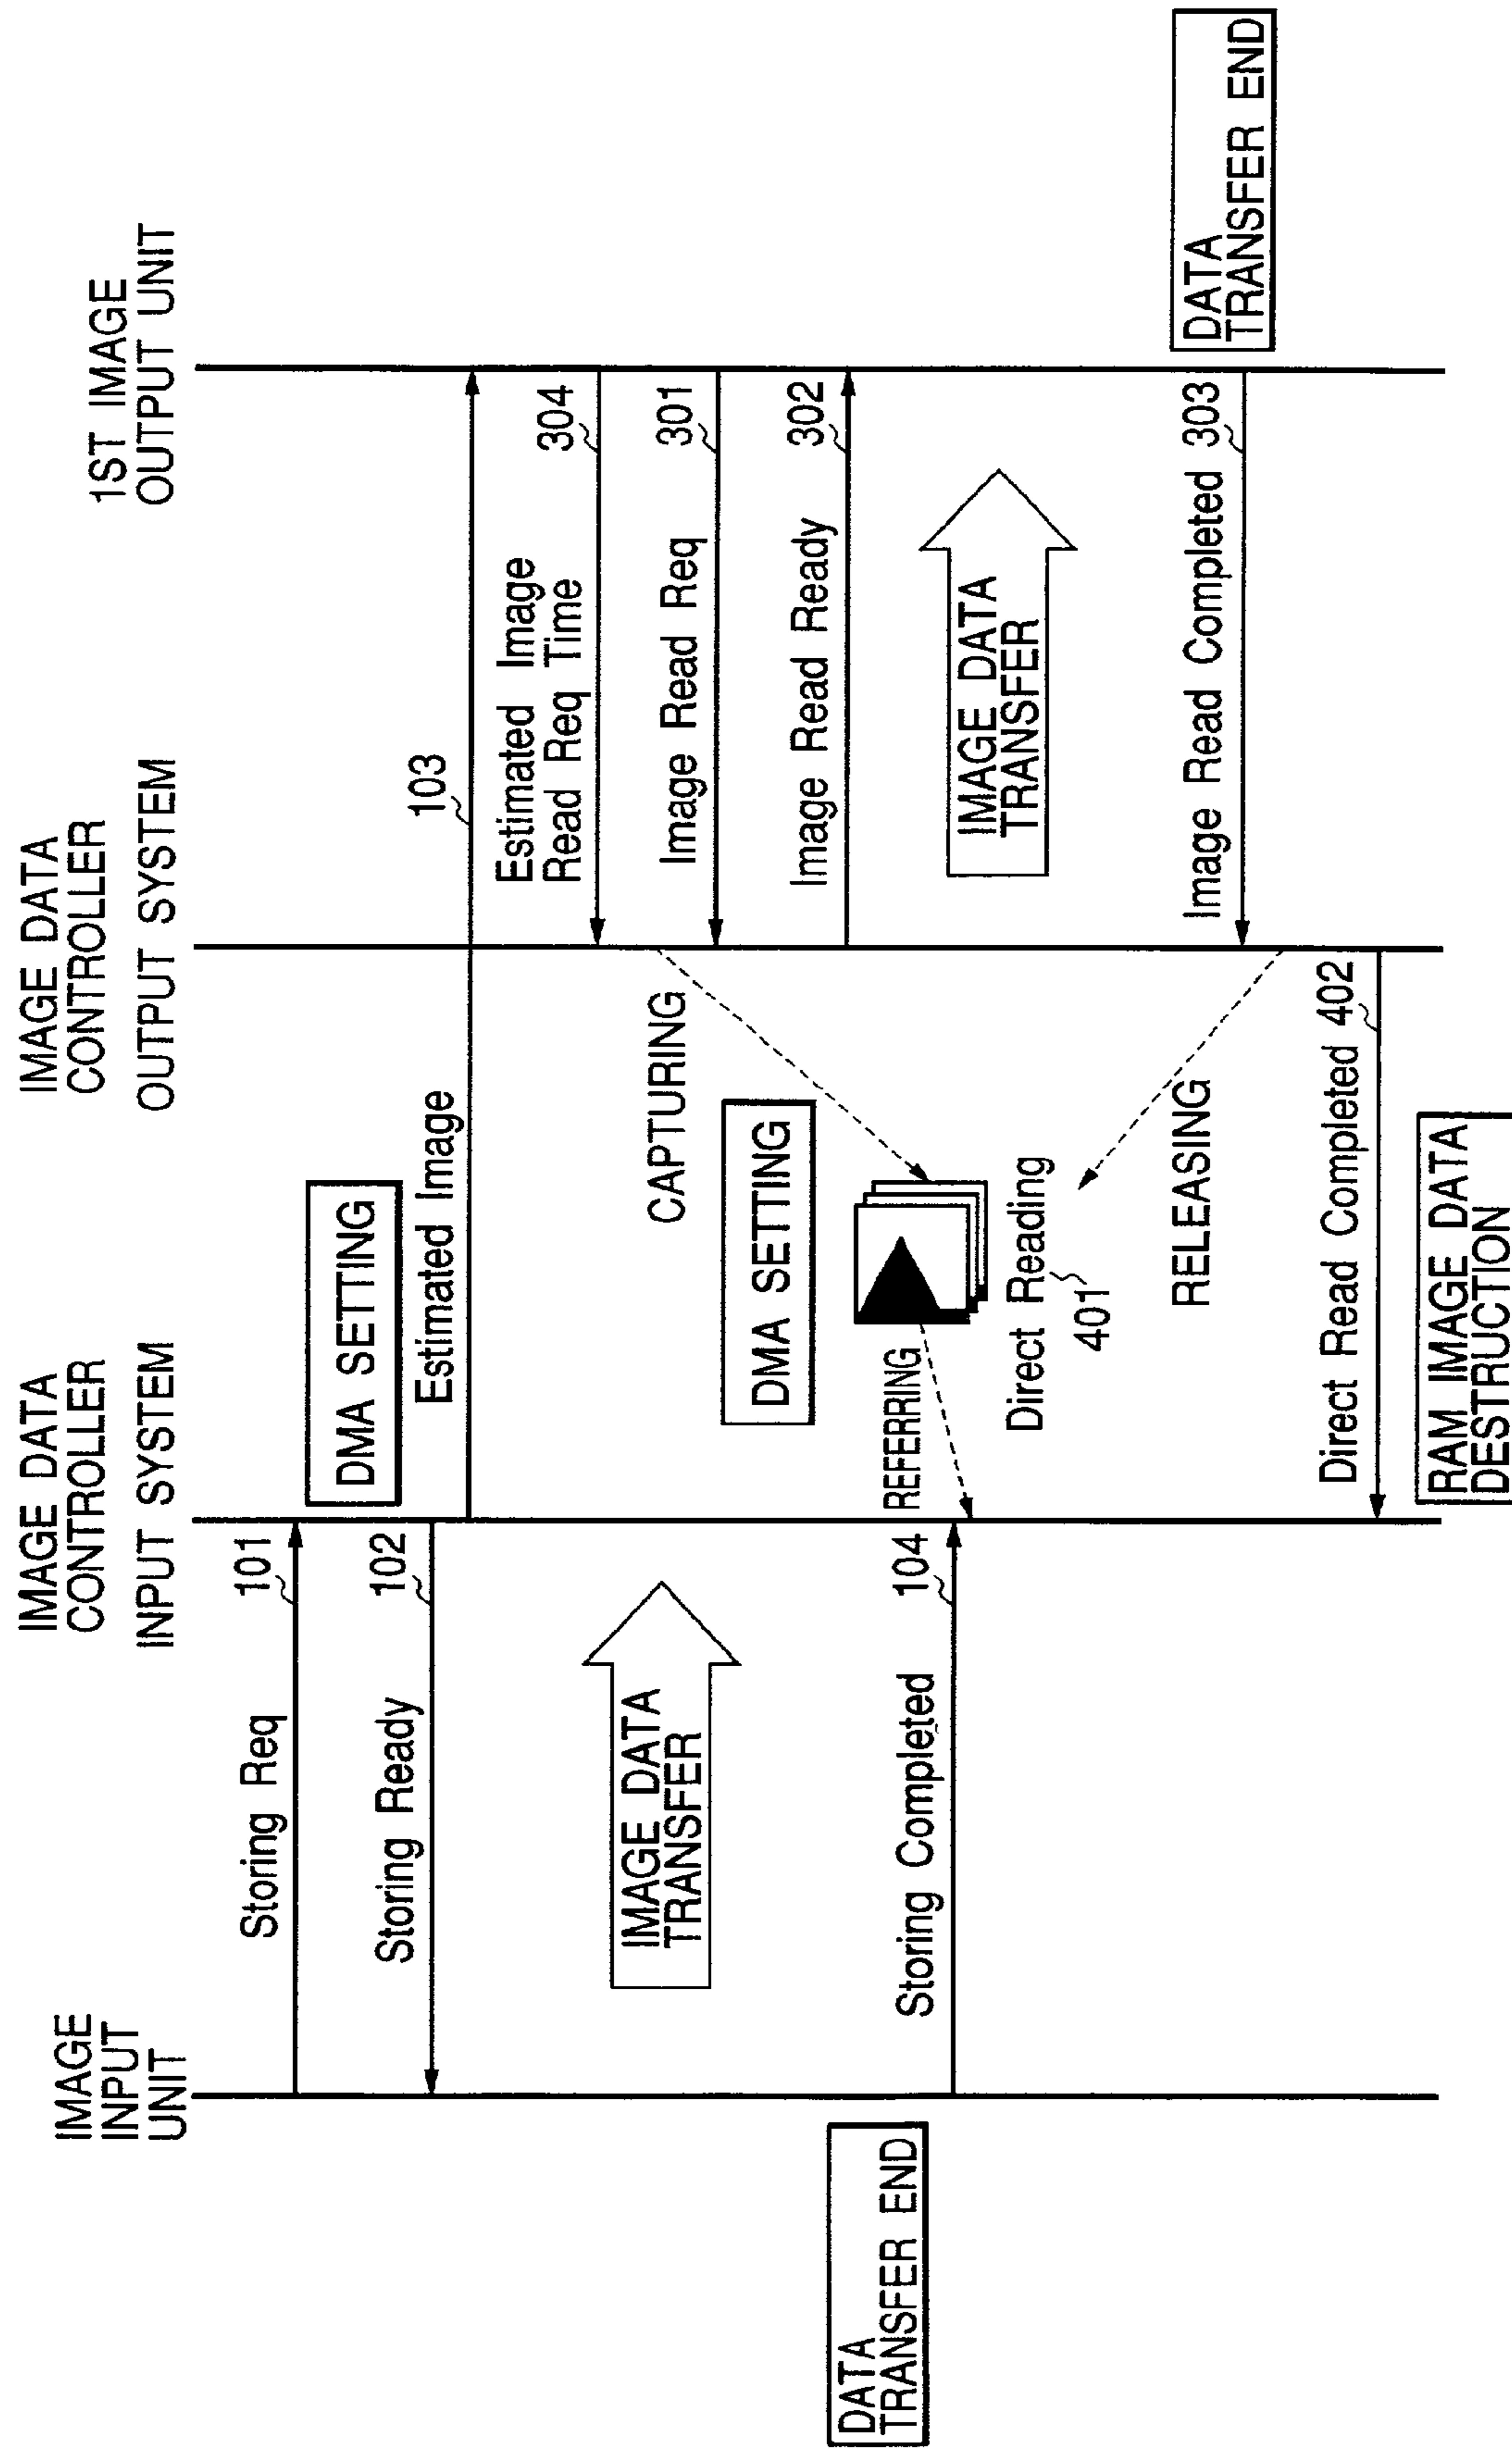 IMAGE
INPUT
UNIT
IMAGE DATA
CONTROLLER
INPUT SYSTEM
IMAGE DATA
CONTROLLER
OUTPUT SYSTEM
1ST IMAGE
OUTPUT UNIT
Storing Req
101
DMA SETTING
Storing Ready
102
Estimated Image
103
Estimated Image
Read Req Time
304
IMAGE DATA
TRANSFER
CAPTURING
Image Read Req
301
DMA SETTING
Image Read Ready
302
DATA
TRANSFER END
Storing Completed
104
REFERRING
IMAGE DATA
TRANSFER
Direct Reading
401
RELEASING
Image Read Completed
303
DATA
TRANSFER END
Direct Read Completed
402
RAM IMAGE DATA
DESTRUCTION